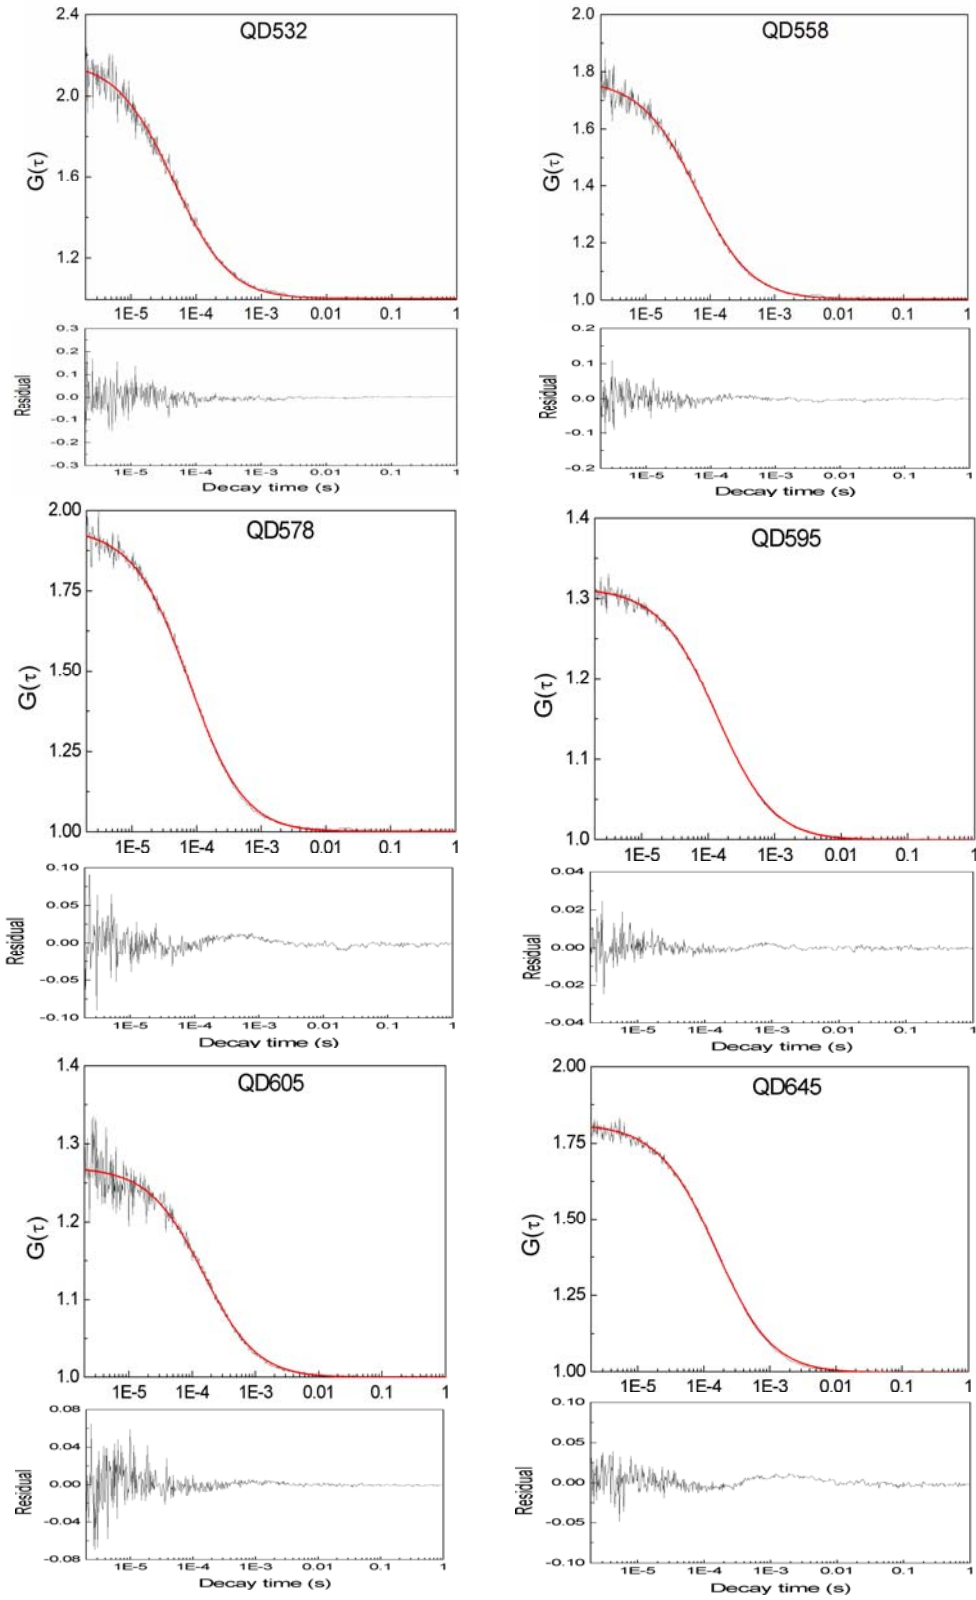 QD532
2.4
2.0
1.6
1.2
G(τ)
1E-5 1E-4 1E-3 0.01 0.1 1
0.3
0.2
0.1
0.0
-0.1
-0.2
-0.3
Residual
1E-5 1E-4 1E-3 0.01 0.1 1
Decay time (s)
QD558
2.0
1.8
1.6
1.4
1.2
1.0
G(τ)
1E-5 1E-4 1E-3 0.01 0.1 1
0.2
0.1
0.0
-0.1
-0.2
Residual
1E-5 1E-4 1E-3 0.01 0.1 1
Decay time (s)
QD578
2.00
1.75
1.50
1.25
1.00
G(τ)
1E-5 1E-4 1E-3 0.01 0.1 1
0.10
0.05
0.00
-0.05
-0.10
Residual
1E-5 1E-4 1E-3 0.01 0.1 1
Decay time (s)
QD595
1.4
1.3
1.2
1.1
1.0
G(τ)
1E-5 1E-4 1E-3 0.01 0.1 1
0.04
0.02
0.00
-0.02
-0.04
Residual
1E-5 1E-4 1E-3 0.01 0.1 1
Decay time (s)
QD605
1.4
1.3
1.2
1.1
1.0
G(τ)
1E-5 1E-4 1E-3 0.01 0.1 1
0.08
0.04
0.00
-0.04
-0.08
Residual
1E-5 1E-4 1E-3 0.01 0.1 1
Decay time (s)
QD645
2.00
1.75
1.50
1.25
1.00
G(τ)
1E-5 1E-4 1E-3 0.01 0.1 1
0.10
0.05
0.00
-0.05
-0.10
Residual
1E-5 1E-4 1E-3 0.01 0.1 1
Decay time (s)